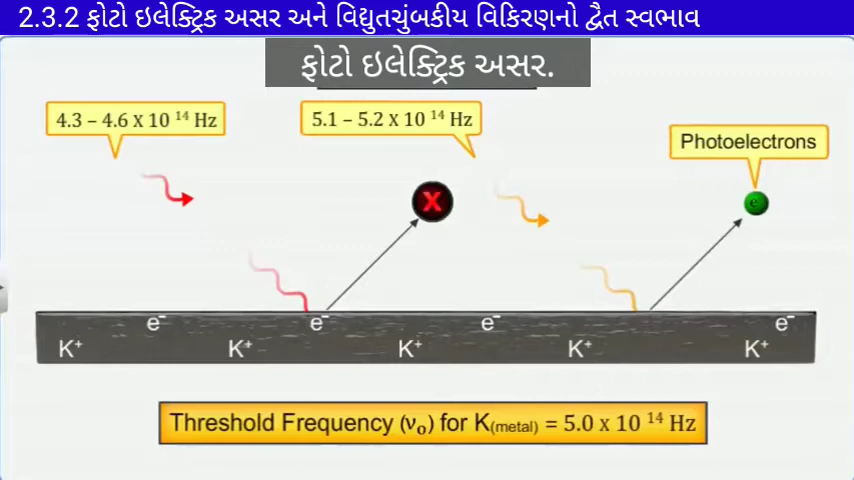 2.3.2 ફોટો ઇલેક્ટ્રિક અસર અને વિદ્યુતચુંબકીય વિકિરણનો દ્વૈત સ્વભાવ
ફોટો ઇલેક્ટ્રિક અસર.
4.3 – 4.6 X 10 ¹⁴ Hz
5.1 – 5.2 X 10 ¹⁴ Hz
Photoelectrons
X
e⁻
e⁻ e⁻ e⁻ e⁻
K⁺ K⁺ K⁺ K⁺ K⁺
Threshold Frequency (ν₀) for K(metal) = 5.0 x 10 ¹⁴ Hz